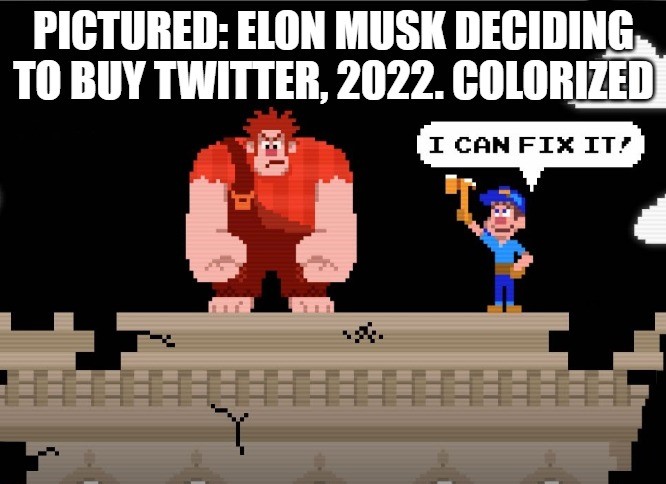 PICTURED: ELON MUSK DECIDING
TO BUY TWITTER, 2022. COLORIZED
I CAN FIX IT!